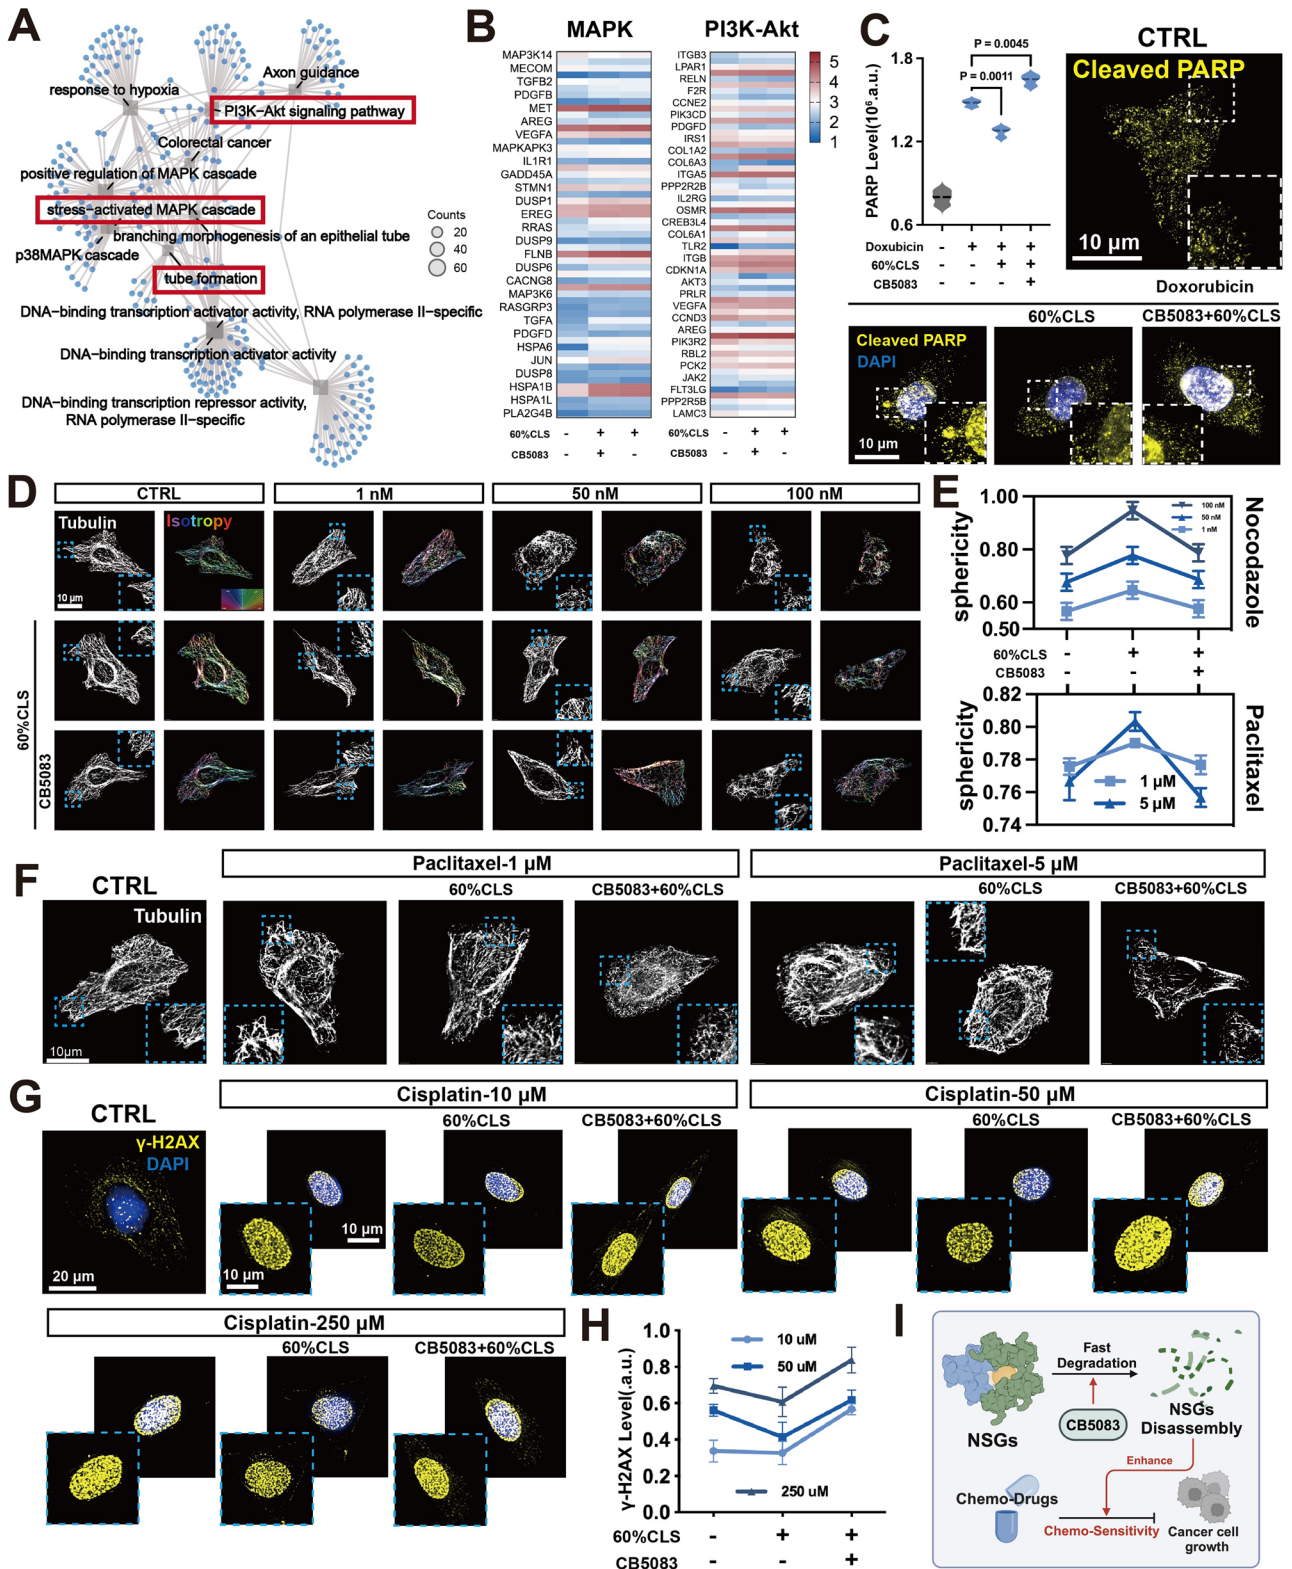 A
response to hypoxia
Axon guidance
PI3K−Akt signaling pathway
Colorectal cancer
positive regulation of MAPK cascade
stress−activated MAPK cascade
branching morphogenesis of an epithelial tube
p38MAPK cascade
tube formation
DNA−binding transcription activator activity, RNA polymerase II−specific
DNA−binding transcription activator activity
DNA−binding transcription repressor activity,
RNA polymerase II−specific
Counts
20
40
60
B
MAPK
MAP3K14
MECOM
TGFB2
PDGFB
MET
AREG
VEGFA
MAPKAPK3
IL1R1
GADD45A
STMN1
DUSP1
EREG
RRAS
DUSP9
FLNB
DUSP6
CACNG8
MAP3K6
RASGRP3
TGFA
PDGFD
HSPA6
JUN
DUSP8
HSPA1B
HSPA1L
PLA2G4B
60%CLS - + +
CB5083 - + -
PI3K-Akt
ITGB3
LPAR1
RELN
F2R
CCNE2
PIK3CD
PDGFD
IRS1
COL1A2
COL6A3
ITGA5
PPP2R2B
IL2RG
OSMR
CREB3L4
COL6A1
TLR2
ITGB
CDKN1A
AKT3
PRLR
VEGFA
CCND3
AREG
PIK3R2
RBL2
PCK2
JAK2
FLT3LG
PPP2R5B
LAMC3
60%CLS - + +
CB5083 - + -
5
4
3
2
1
C
PARP Level(10⁶.a.u.)
1.8
1.2
0.6
P = 0.0045
P = 0.0011
Doxubicin - + + +
60%CLS - - + +
CB5083 - - - +
CTRL
Cleaved PARP
10 μm
Doxorubicin
60%CLS
CB5083+60%CLS
Cleaved PARP
DAPI
10 μm
D
CTRL
1 nM
50 nM
100 nM
Tubulin
Isotropy
10 μm
60%CLS
CB5083
E
sphericity
1.00
0.80
0.60
0.50
100 nM
50 nM
1 nM
Nocodazole
60%CLS - + +
CB5083 - - +
sphericity
0.82
0.80
0.78
0.76
0.74
1 μM
5 μM
Paclitaxel
F
CTRL
Tubulin
10μm
Paclitaxel-1 μM
60%CLS
CB5083+60%CLS
Paclitaxel-5 μM
60%CLS
CB5083+60%CLS
G
CTRL
γ-H2AX
DAPI
20 μm
Cisplatin-10 μM
60%CLS
CB5083+60%CLS
10 μm
10 μm
Cisplatin-50 μM
60%CLS
CB5083+60%CLS
Cisplatin-250 μM
60%CLS
CB5083+60%CLS
H
γ-H2AX Level(.a.u.)
1.0
0.8
0.6
0.4
0.2
0.0
10 uM
50 uM
250 uM
60%CLS - + +
CB5083 - - +
I
NSGs
Fast
Degradation
CB5083
NSGs
Disassembly
Enhance
Chemo-Drugs
Chemo-Sensitivity
Cancer cell
growth